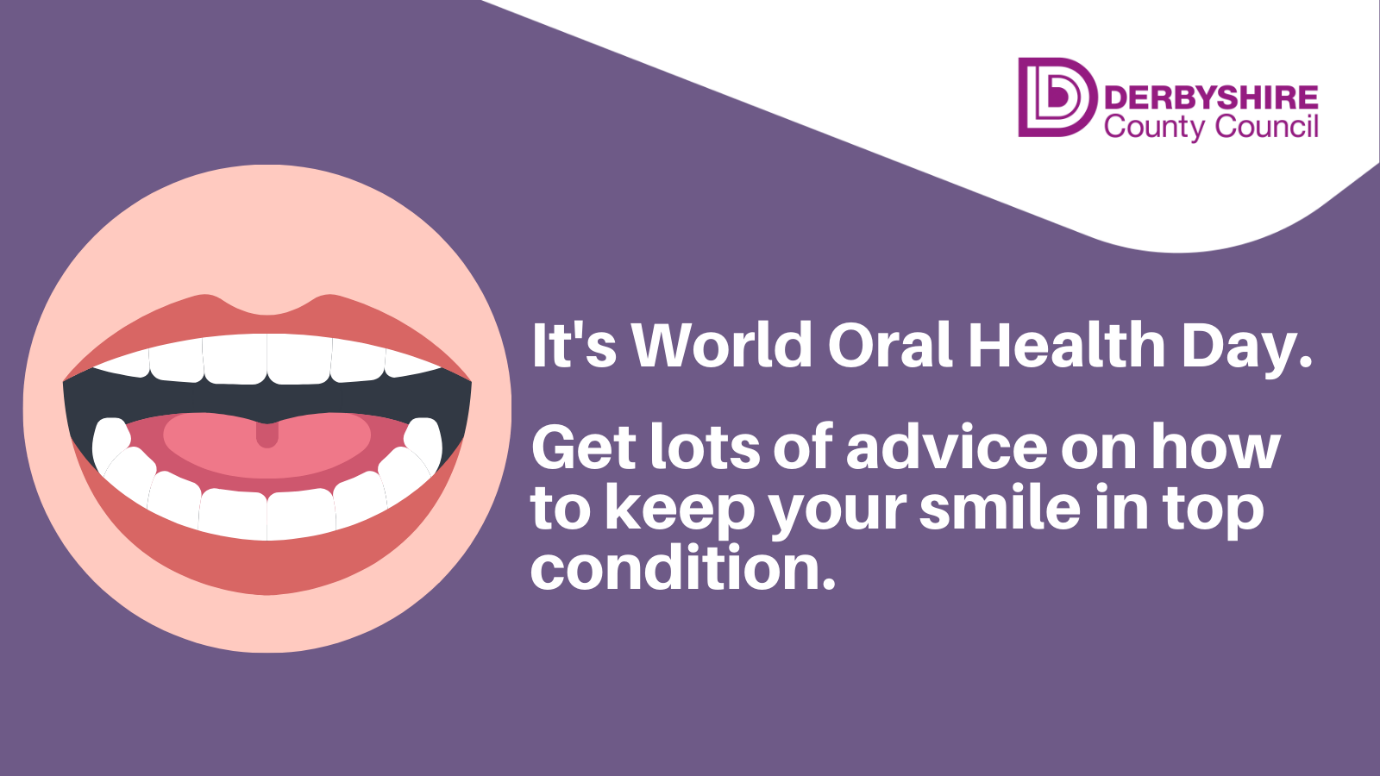 DERBYSHIRE
County Council
It's World Oral Health Day.
Get lots of advice on how
to keep your smile in top
condition.